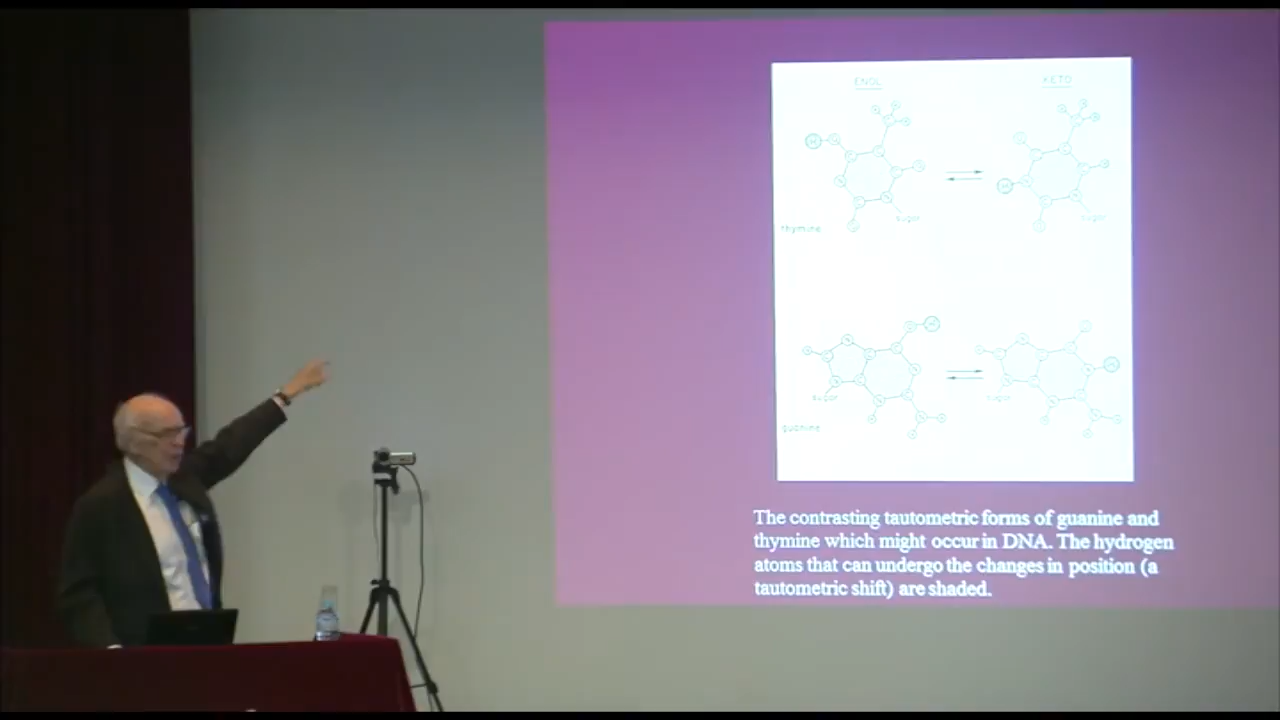 ENOL KETO
sugar sugar
thymine
sugar sugar
guanine
The contrasting tautometric forms of guanine and
thymine which might occur in DNA. The hydrogen
atoms that can undergo the changes in position (a
tautometric shift) are shaded.